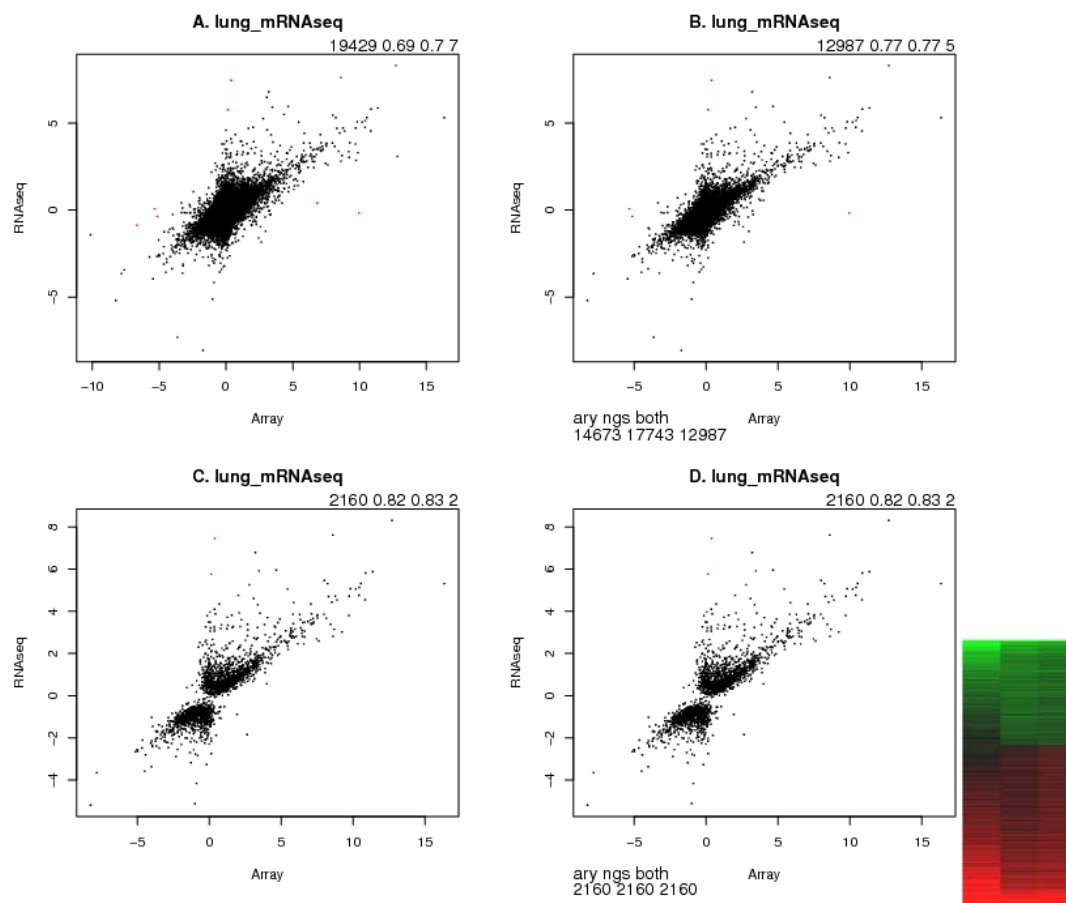 A. lung_mRNAseq
19429 0.69 0.7 7
RNAseq
5
0
−5
−10 −5 0 5 10 15
Array
B. lung_mRNAseq
12987 0.77 0.77 5
RNAseq
5
0
−5
−5 0 5 10 15
Array
ary ngs both
14673 17743 12987
C. lung_mRNAseq
2160 0.82 0.83 2
RNAseq
8
6
4
2
0
−2
−4
−5 0 5 10 15
Array
D. lung_mRNAseq
2160 0.82 0.83 2
RNAseq
8
6
4
2
0
−2
−4
−5 0 5 10 15
Array
ary ngs both
2160 2160 2160